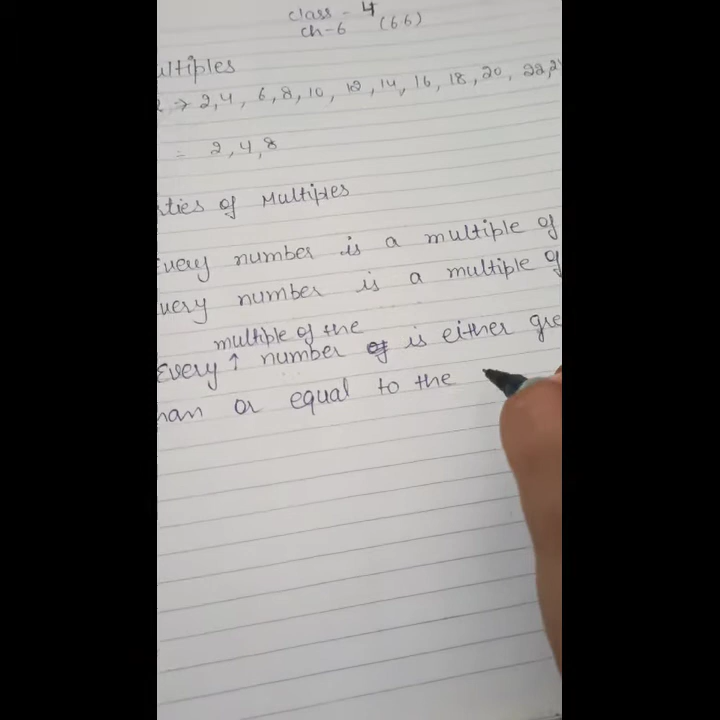 class - 4
ch-6 (66)
ultiples
2 → 2, 4, 6, 8, 10, 12, 14, 16, 18, 20, 22, 2
= 2, 4, 8
ties of Multiples
Every number is a multiple of
very number is a multiple of
multiple of the
Every ↑ number of is either gre
han or equal to the